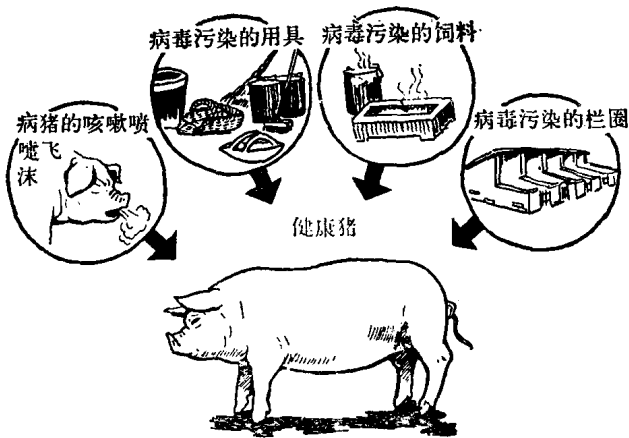 病毒污染的用具
病毒污染的饲料
病猪的咳嗽喷
嚏飞
沫
病毒污染的栏圈
健康猪